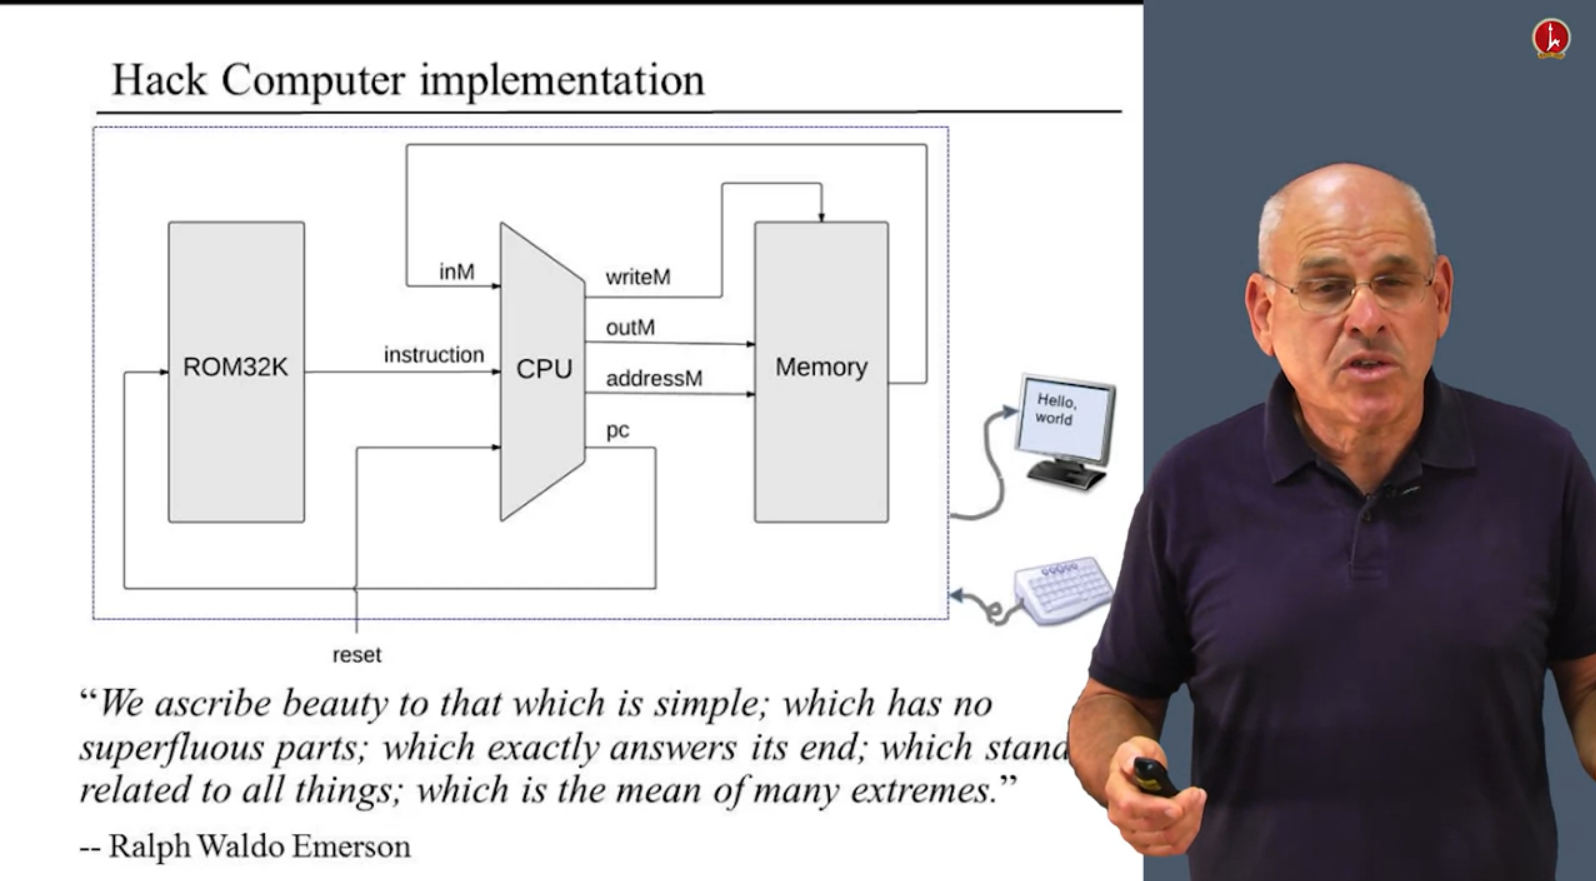 Hack Computer implementation
inM
writeM
outM
instruction
ROM32K
CPU
addressM
Memory
pc
Hello,
world
reset
“We ascribe beauty to that which is simple; which has no
superfluous parts; which exactly answers its end; which stand
related to all things; which is the mean of many extremes.”
-- Ralph Waldo Emerson